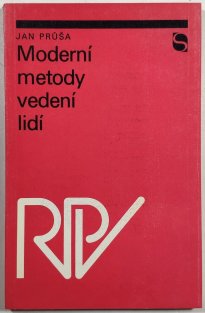 JAN PRŮŠA
S
Moderní
metody
vedení
lidí
RPV